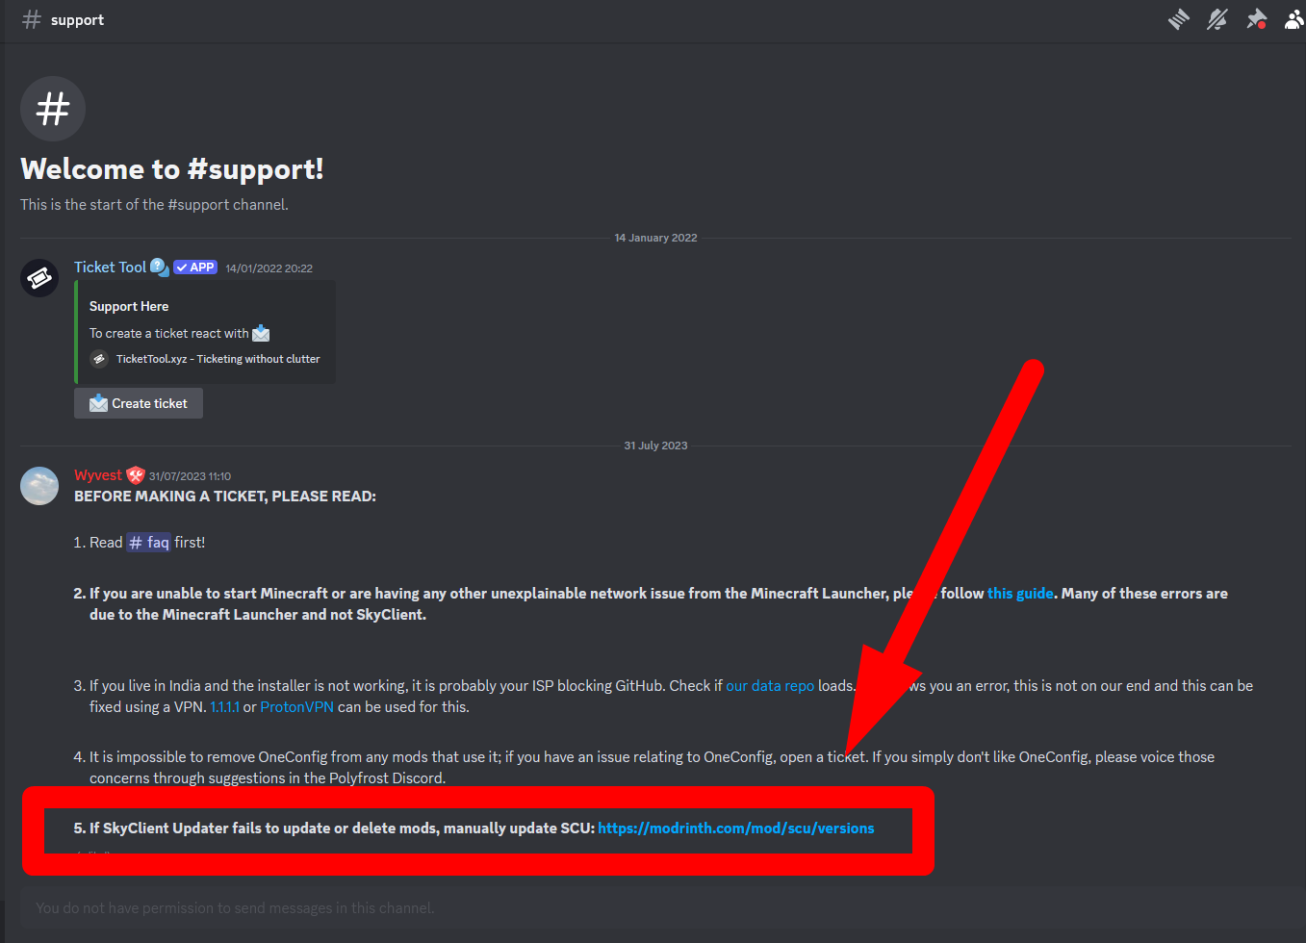 # support
#
Welcome to #support!
This is the start of the #support channel.
14 January 2022
Ticket Tool APP 14/01/2022 20:22
Support Here
To create a ticket react with
TicketTool.xyz - Ticketing without clutter
Create ticket
31 July 2023
Wyvest 31/07/2023 11:10
BEFORE MAKING A TICKET, PLEASE READ:
1. Read # faq first!
2. If you are unable to start Minecraft or are having any other unexplainable network issue from the Minecraft Launcher, follow this guide. Many of these errors are
due to the Minecraft Launcher and not SkyClient.
3. If you live in India and the installer is not working, it is probably your ISP blocking GitHub. Check if our data repo loads. you an error, this is not on our end and this can be
fixed using a VPN. 1.1.1.1 or ProtonVPN can be used for this.
4. It is impossible to remove OneConfig from any mods that use it; if you have an issue relating to OneConfig, open a ticket. If you simply don't like OneConfig, please voice those
concerns through suggestions in the Polyfrost Discord.
5. If SkyClient Updater fails to update or delete mods, manually update SCU: https://modrinth.com/mod/scu/versions
You do not have permission to send messages in this channel.